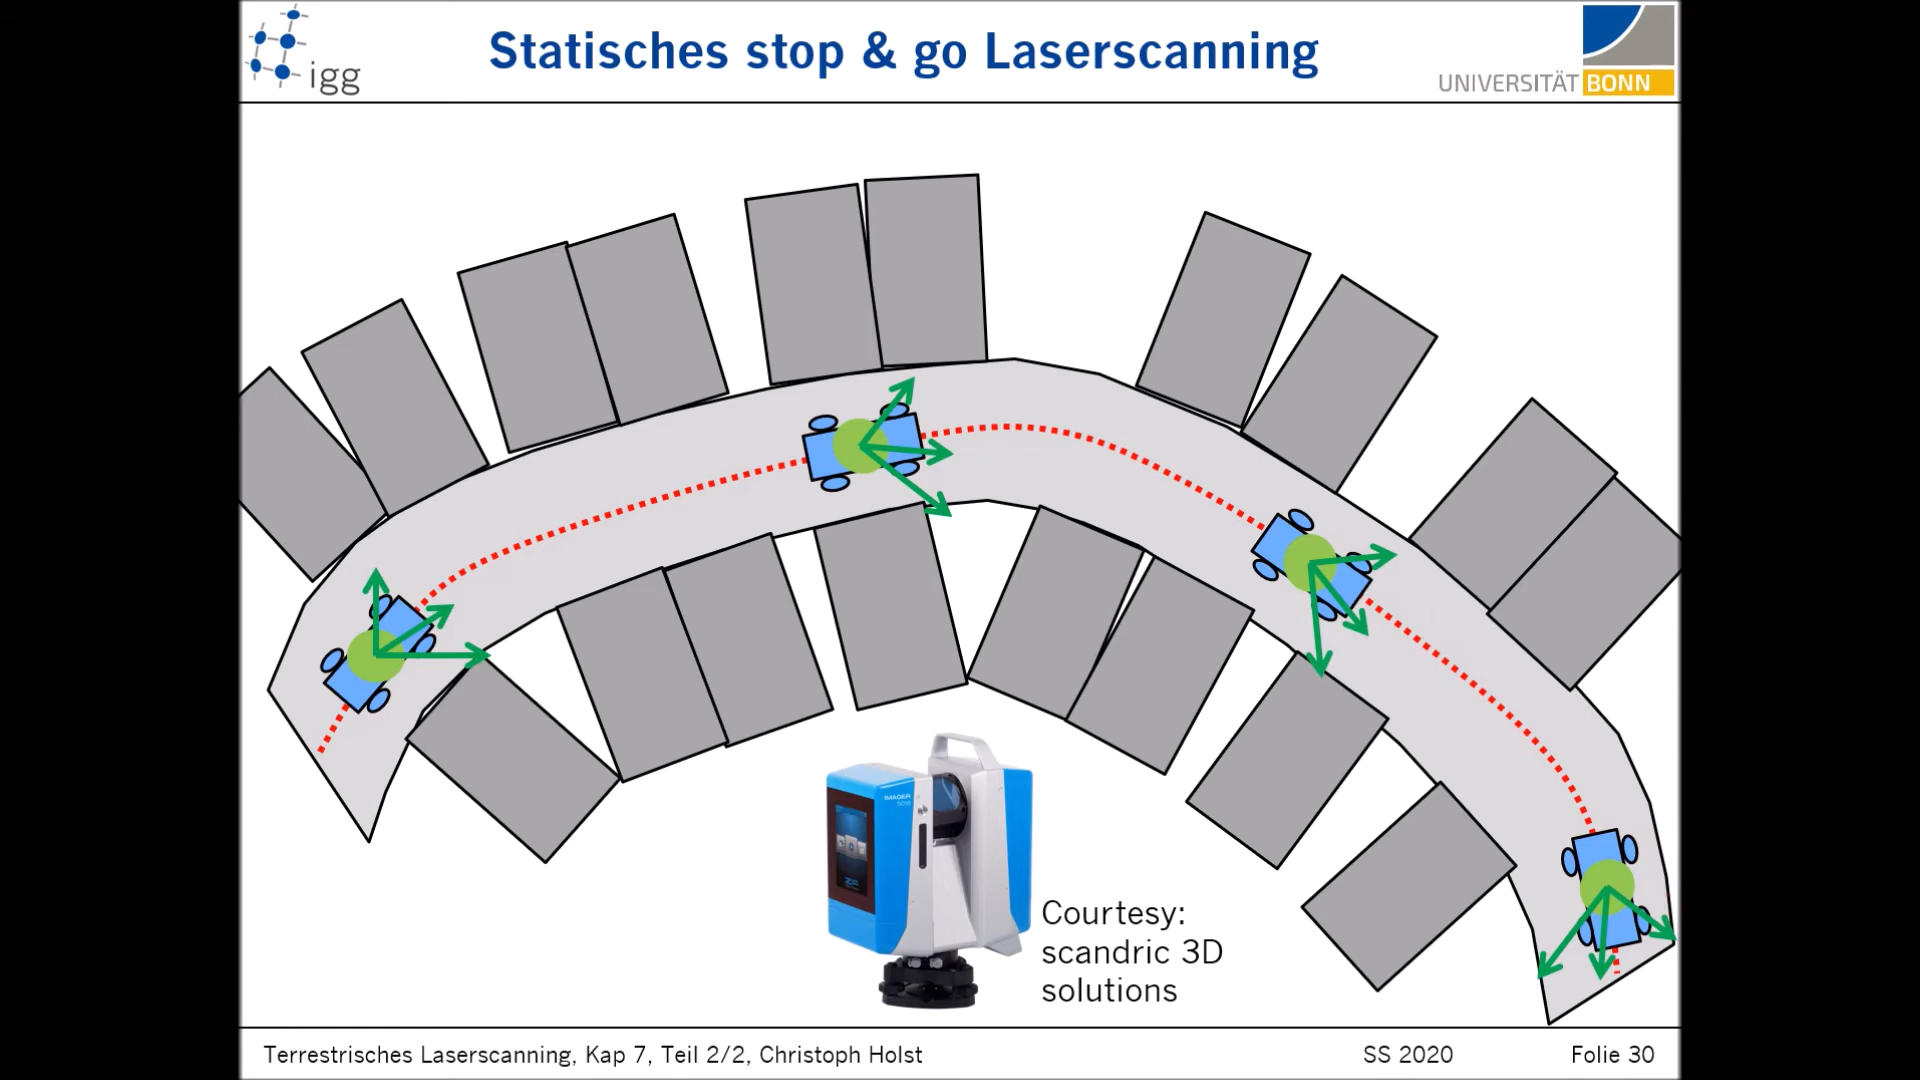 igg
Statisches stop & go Laserscanning
UNIVERSITÄT BONN
IMAGER
Courtesy:
scandric 3D
solutions
Terrestrisches Laserscanning, Kap 7, Teil 2/2, Christoph Holst
SS 2020
Folie 30